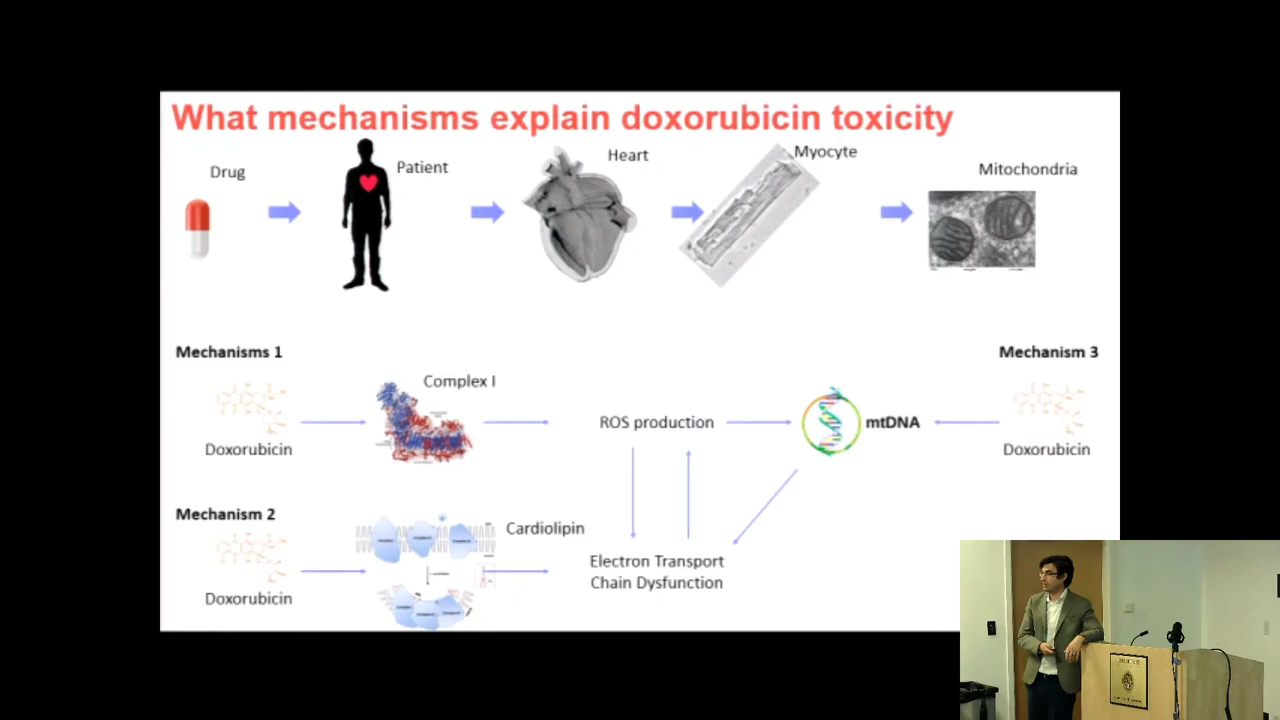 What mechanisms explain doxorubicin toxicity
Drug
Patient
Heart
Myocyte
Mitochondria
Mechanisms 1
Mechanism 3
Complex I
ROS production
mtDNA
Doxorubicin
Doxorubicin
Mechanism 2
Cardiolipin
Electron Transport
Chain Dysfunction
Doxorubicin